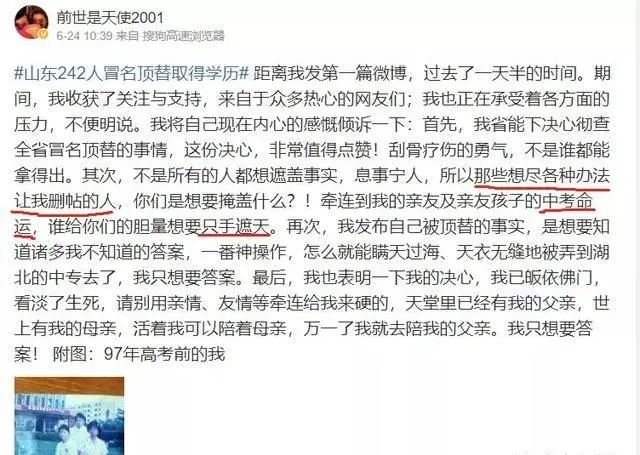 前世是天使2001
6-24 10:39 来自 搜狗高速浏览器
#山东242人冒名顶替取得学历# 距离我发第一篇微博，过去了一天半的时间。期
间，我收获了关注与支持，来自于众多热心的网友们；我也正在承受着各方面的
压力，不便明说。我将自己现在内心的感慨倾诉一下：首先，我省能下决心彻查
全省冒名顶替的事情，这份决心，非常值得点赞！刮骨疗伤的勇气，不是谁都能
拿得出。其次，不是所有的人都想遮盖事实，息事宁人，所以那些想尽各种办法
让我删帖的人，你们是想要掩盖什么？！牵连到我的亲友及亲友孩子的中考命
运，谁给你们的胆量想要只手遮天。再次，我发布自己被顶替的事情，是想要知
道诸多我不知道的答案，一番神操作，怎么就能瞒天过海、天衣无缝地被弄到湖
北的中专去了，我只想要答案。最后，我也表明一下我的决心，我已皈依佛门，
看淡了生死，请别用亲情、友情等牵连给我来硬的，天堂里已经有我的父亲，世
上有我的母亲，活着我可以陪着母亲，万一了我就去陪我的父亲。我只想要答
案！ 附图：97年高考前的我